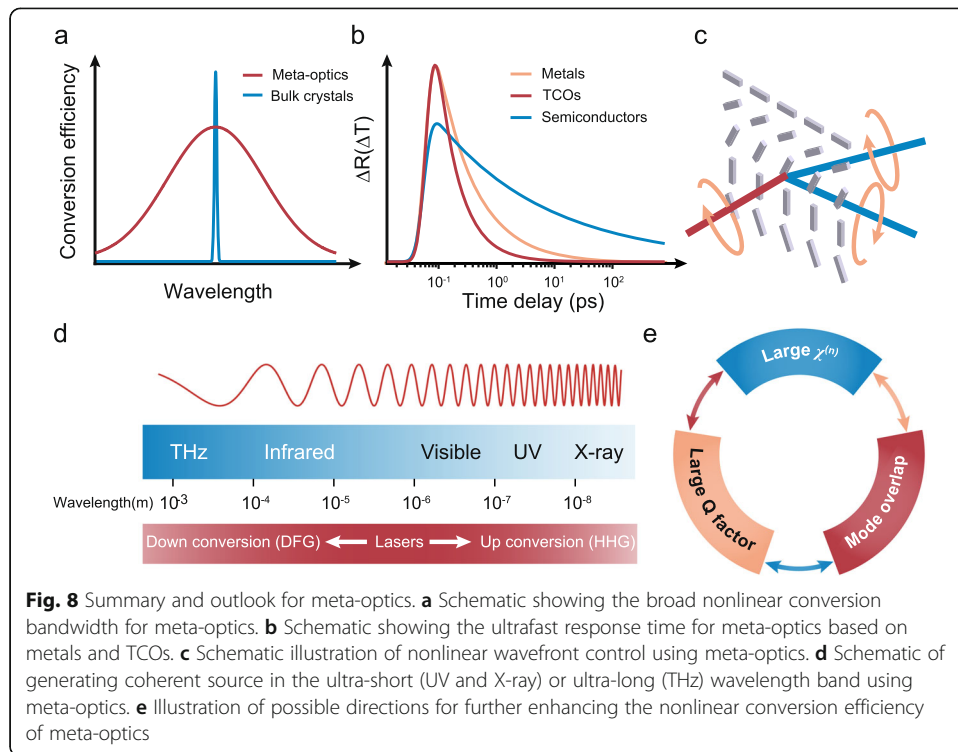 a
Conversion efficiency
Meta-optics
Bulk crystals
Wavelength
b
ΔR(ΔT)
Metals
TCOs
Semiconductors
10⁻¹ 10⁰ 10¹ 10²
Time delay (ps)
c
d
THz Infrared Visible UV X-ray
Wavelength(m) 10⁻³ 10⁻⁴ 10⁻⁵ 10⁻⁶ 10⁻⁷ 10⁻⁸
Down conversion (DFG) Lasers Up conversion (HHG)
e
Large χ⁽ⁿ⁾
Large Q factor
Mode overlap
Fig. 8 Summary and outlook for meta-optics. a Schematic showing the broad nonlinear conversion
bandwidth for meta-optics. b Schematic showing the ultrafast response time for meta-optics based on
metals and TCOs. c Schematic illustration of nonlinear wavefront control using meta-optics. d Schematic of
generating coherent source in the ultra-short (UV and X-ray) or ultra-long (THz) wavelength band using
meta-optics. e Illustration of possible directions for further enhancing the nonlinear conversion efficiency
of meta-optics